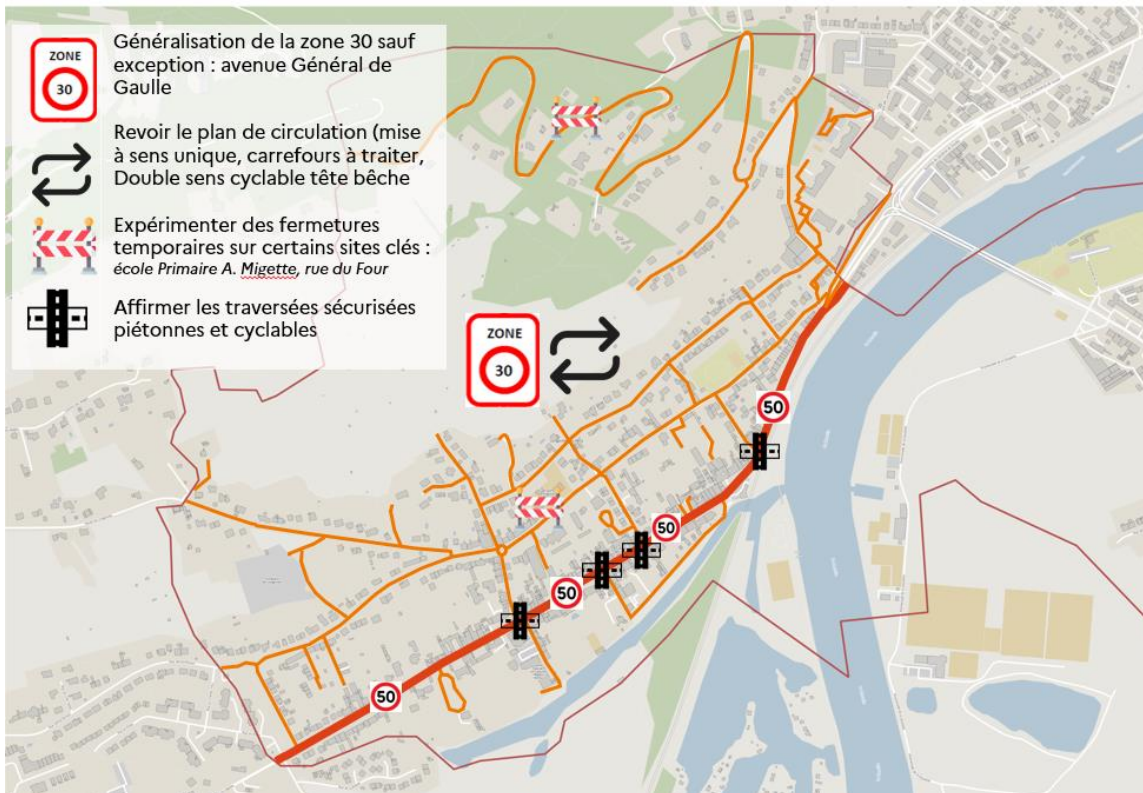 ZONE
30
Généralisation de la zone 30 sauf
exception : avenue Général de
Gaulle
Revoir le plan de circulation (mise
à sens unique, carrefours à traiter,
Double sens cyclable tête bêche
Expérimenter des fermetures
temporaires sur certains sites clés :
école Primaire A. Migette, rue du Four
Affirmer les traversées sécurisées
piétonnes et cyclables
ZONE
30
50
50
50
50